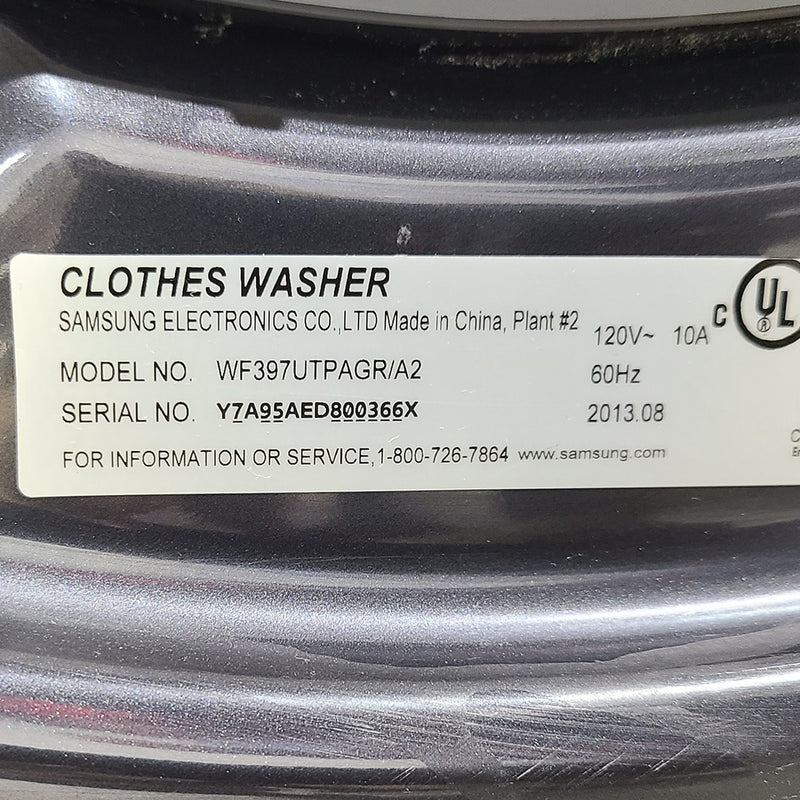 CLOTHES WASHER
SAMSUNG ELECTRONICS CO.,LTD Made in China, Plant #2
120V~ 10A
C UL ®
MODEL NO. WF397UTPAGR/A2
60Hz
SERIAL NO. Y7A95AED800366X
2013.08
FOR INFORMATION OR SERVICE,1-800-726-7864 www.samsung.com